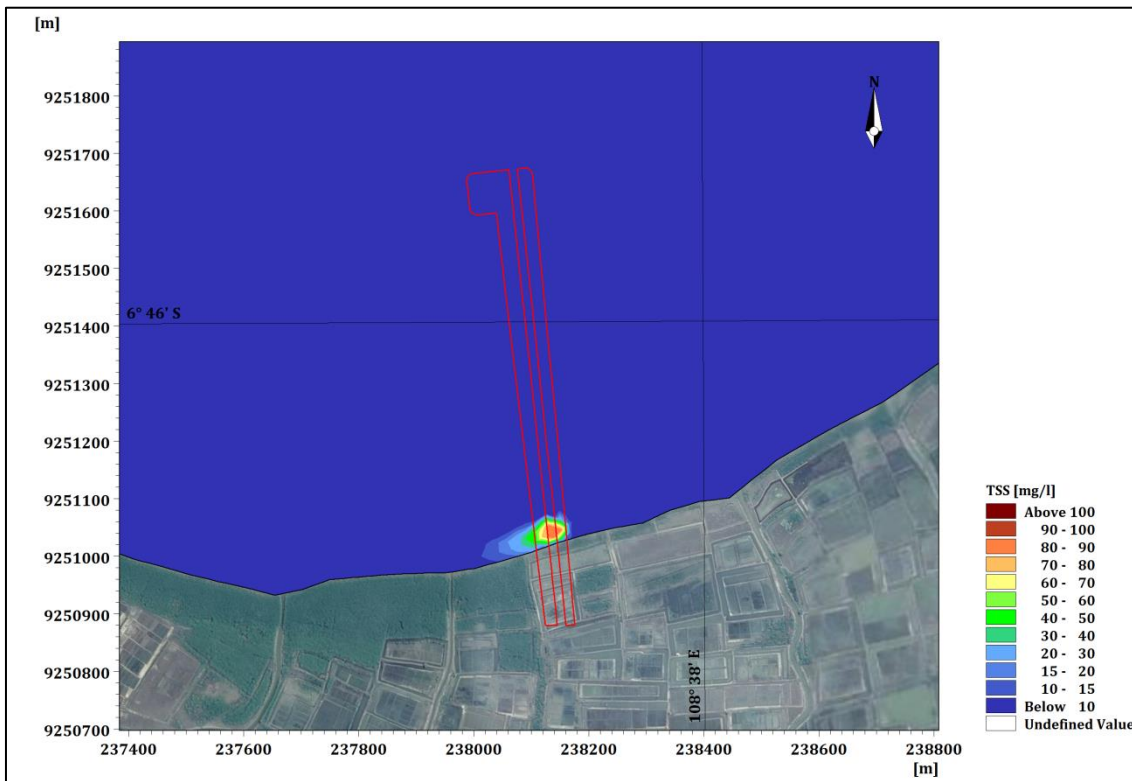 [m]
N
9251800
9251700
9251600
9251500
9251400
9251300
9251200
9251100
9251000
9250900
9250800
9250700
6° 46' S
108° 38' E
237400 237600 237800 238000 238200 238400 238600 238800
[m]
TSS [mg/l]
Above 100
90 - 100
80 - 90
70 - 80
60 - 70
50 - 60
40 - 50
30 - 40
20 - 30
15 - 20
10 - 15
Below 10
Undefined Value